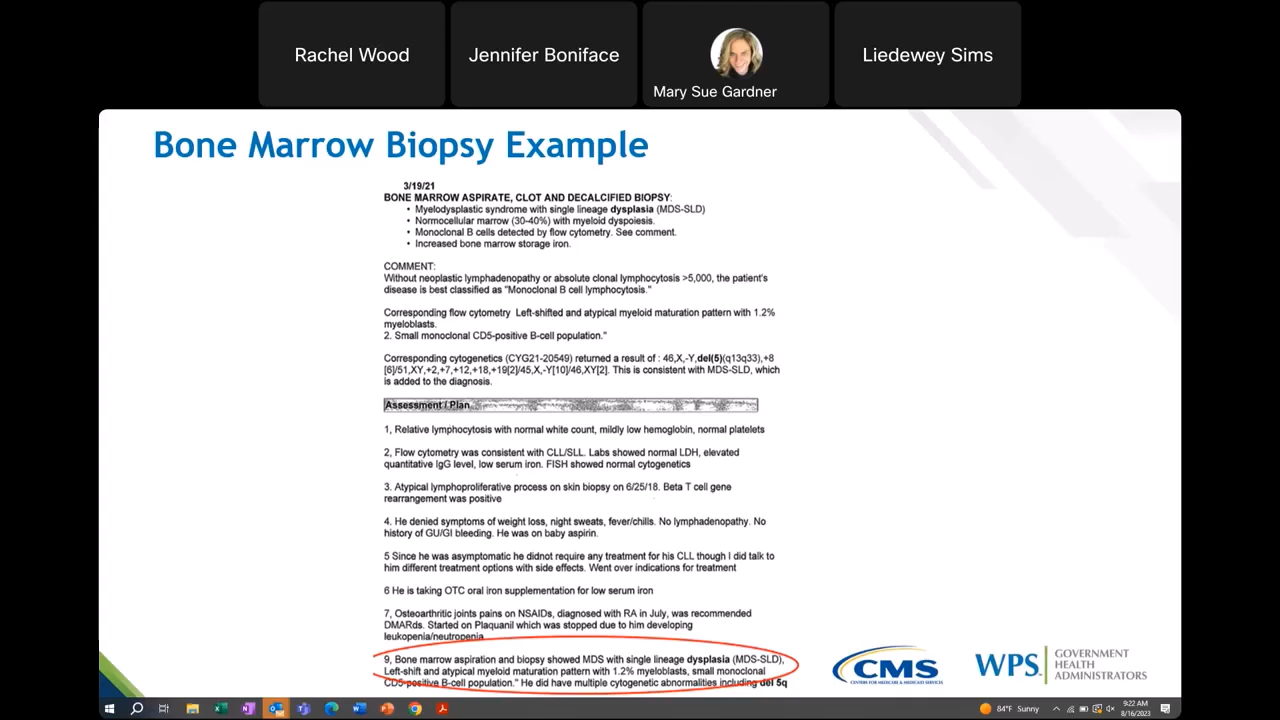 Rachel Wood
Jennifer Boniface
Mary Sue Gardner
Liedewey Sims
Bone Marrow Biopsy Example
3/19/21
BONE MARROW ASPIRATE, CLOT AND DECALCIFIED BIOPSY:
• Myelodysplastic syndrome with single lineage dysplasia (MDS-SLD)
• Normocellular marrow (30-40%) with myeloid dyspoiesis.
• Monoclonal B cells detected by flow cytometry. See comment.
• Increased bone marrow storage iron.
COMMENT:
Without neoplastic lymphadenopathy or absolute clonal lymphocytosis >5,000, the patient's
disease is best classified as "Monoclonal B cell lymphocytosis."
Corresponding flow cytometry Left-shifted and atypical myeloid maturation pattern with 1.2%
myeloblasts.
2. Small monoclonal CD5-positive B-cell population."
Corresponding cytogenetics (CYG21-20549) returned a result of : 46,X,-Y,del(5)(q13q33),+8
[6]/51,XY,+2,+7,+12,+18,+19[2]/45,X,-Y[10]/46,XY[2]. This is consistent with MDS-SLD, which
is added to the diagnosis.
Assessment / Plan
1, Relative lymphocytosis with normal white count, mildly low hemoglobin, normal platelets
2, Flow cytometry was consistent with CLL/SLL. Labs showed normal LDH, elevated
quantitative IgG level, low serum iron. FISH showed normal cytogenetics
3. Atypical lymphoproliferative process on skin biopsy on 6/25/18. Beta T cell gene
rearrangement was positive
4. He denied symptoms of weight loss, night sweats, fever/chills. No lymphadenopathy. No
history of GU/GI bleeding. He was on baby aspirin.
5 Since he was asymptomatic he didnot require any treatment for his CLL though I did talk to
him different treatment options with side effects. Went over indications for treatment
6 He is taking OTC oral iron supplementation for low serum iron
7, Osteoarthritic joints pains on NSAIDs, diagnosed with RA in July, was recommended
DMARDs. Started on Plaquanil which was stopped due to him developing
leukopenia/neutropenia
9, Bone marrow aspiration and biopsy showed MDS with single lineage dysplasia (MDS-SLD),
Left-shift and atypical myeloid maturation pattern with 1.2% myeloblasts, small monoclonal
CD5-positive B-cell population." He did have multiple cytogenetic abnormalities including del 5q
CMS
CENTERS FOR MEDICARE & MEDICAID SERVICES
WPS
GOVERNMENT
HEALTH
ADMINISTRATORS
84°F Sunny
9:22 AM
8/16/2023